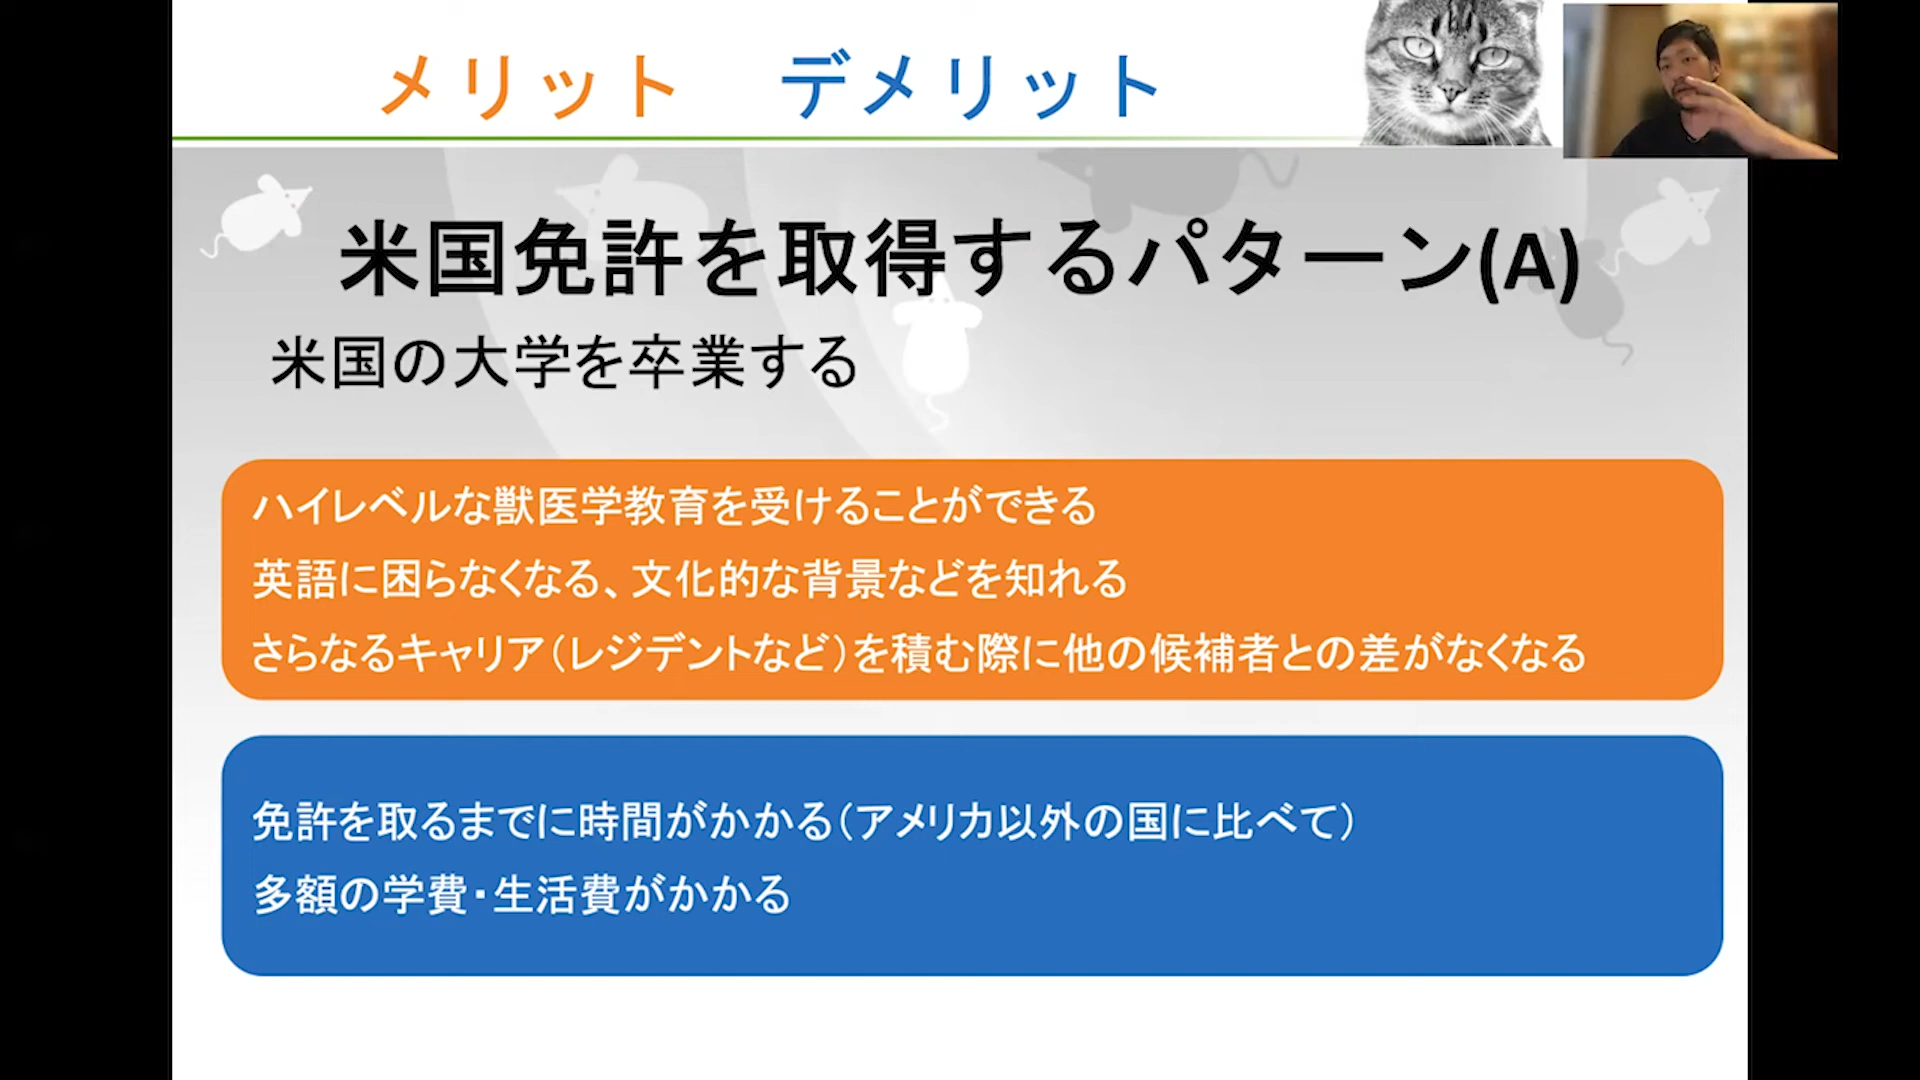 メリット デメリット
米国免許を取得するパターン(A)
米国の大学を卒業する
ハイレベルな獣医学教育を受けることができる
英語に困らなくなる、文化的な背景などを知れる
さらなるキャリア（レジデントなど）を積む際に他の候補者との差がなくなる
免許を取るまでに時間がかかる（アメリカ以外の国に比べて）
多額の学費・生活費がかかる